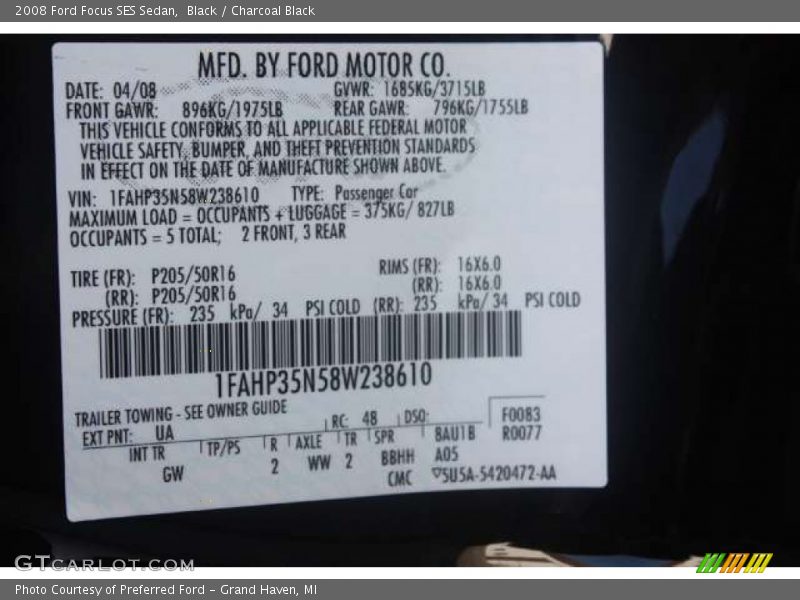 2008 Ford Focus SES Sedan,  Black / Charcoal Black
MFD. BY FORD MOTOR CO.
DATE: 04/08 GVWR: 1685KG/3715LB
FRONT GAWR: 896KG/1975LB REAR GAWR: 796KG/1755LB
THIS VEHICLE CONFORMS TO ALL APPLICABLE FEDERAL MOTOR
VEHICLE SAFETY, BUMPER, AND THEFT PREVENTION STANDARDS
IN EFFECT ON THE DATE OF MANUFACTURE SHOWN ABOVE.
VIN: 1FAHP35N58W238610 TYPE: Passenger Car
MAXIMUM LOAD = OCCUPANTS + LUGGAGE = 375KG/ 827LB
OCCUPANTS = 5 TOTAL; 2 FRONT, 3 REAR
TIRE (FR): P205/50R16 RIMS (FR): 16X6.0
(RR): P205/50R16 (RR): 16X6.0
PRESSURE (FR): 235 kPa/ 34 PSI COLD (RR): 235 kPa/ 34 PSI COLD
1FAHP35N58W238610
TRAILER TOWING - SEE OWNER GUIDE
EXT PNT: UA RC: 48 DSO: F0083
INT TR TP/PS R AXLE TR SPR BAU1B R0077
GW 2 WW 2 BBHH A05
CMC ▽5U5A-5420472-AA
GTCARLOT.COM
Photo Courtesy of Preferred Ford – Grand Haven, MI